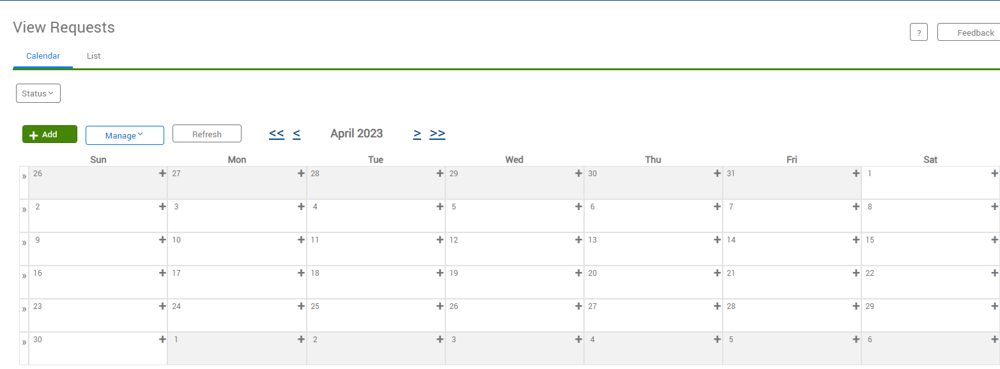 View Requests
? Feedback
Calendar List
Status
+ Add Manage Refresh << < April 2023 > >>
Sun Mon Tue Wed Thu Fri Sat
» 26 + 27 + 28 + 29 + 30 + 31 + 1 +
» 2 + 3 + 4 + 5 + 6 + 7 + 8 +
» 9 + 10 + 11 + 12 + 13 + 14 + 15 +
» 16 + 17 + 18 + 19 + 20 + 21 + 22 +
» 23 + 24 + 25 + 26 + 27 + 28 + 29 +
» 30 + 1 + 2 + 3 + 4 + 5 + 6 +